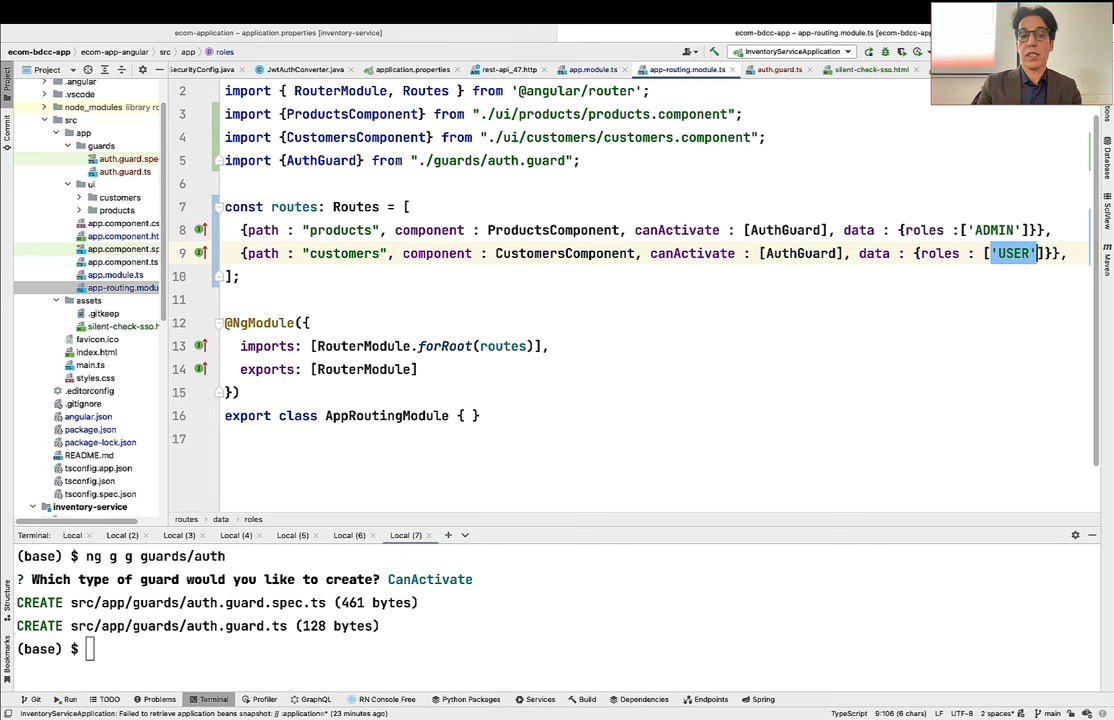 ecom-application – application.properties [inventory-service]
ecom-bdcc-app – app-routing.module.ts
ecom-bdcc-app › ecom-app-angular › src › app › roles
InventoryServiceApplication
Project
SecurityConfig.java
JwtAuthConverter.java
application.properties
rest-api_47.http
app.module.ts
app-routing.module.ts
auth.guard.ts
silent-check-sso.html
.angular
.vscode
node_modules library ro
src
app
guards
auth.guard.spe
auth.guard.ts
ui
customers
products
app.component.cs
app.component.ht
app.component.sp
app.component.ts
app.module.ts
app-routing.modu
assets
.gitkeep
silent-check-sso.h
favicon.ico
index.html
main.ts
styles.css
.editorconfig
.gitignore
angular.json
package.json
package-lock.json
README.md
tsconfig.app.json
tsconfig.json
tsconfig.spec.json
inventory-service
2 import { RouterModule, Routes } from '@angular/router';
3 import {ProductsComponent} from "./ui/products/products.component";
4 import {CustomersComponent} from "./ui/customers/customers.component";
5 import {AuthGuard} from "./guards/auth.guard";
6
7 const routes: Routes = [
8 {path : "products", component : ProductsComponent, canActivate : [AuthGuard], data : {roles :['ADMIN']}},
9 {path : "customers", component : CustomersComponent, canActivate : [AuthGuard], data : {roles : ['USER']}},
10 ];
11
12 @NgModule({
13 imports: [RouterModule.forRoot(routes)],
14 exports: [RouterModule]
15 })
16 export class AppRoutingModule { }
17
routes › data › roles
Project
Commit
Structure
Bookmarks
Database
SciView
Maven
Terminal: Local Local (2) Local (3) Local (4) Local (5) Local (6) Local (7)
(base) $ ng g g guards/auth
? Which type of guard would you like to create? CanActivate
CREATE src/app/guards/auth.guard.spec.ts (461 bytes)
CREATE src/app/guards/auth.guard.ts (128 bytes)
(base) $
Git Run TODO Problems Terminal Profiler GraphQL RN Console Free Python Packages Services Build Dependencies Endpoints Spring
InventoryServiceApplication: Failed to retrieve application beans snapshot: // :application=* (23 minutes ago)
TypeScript 9:106 (6 chars) LF UTF-8 2 spaces* main